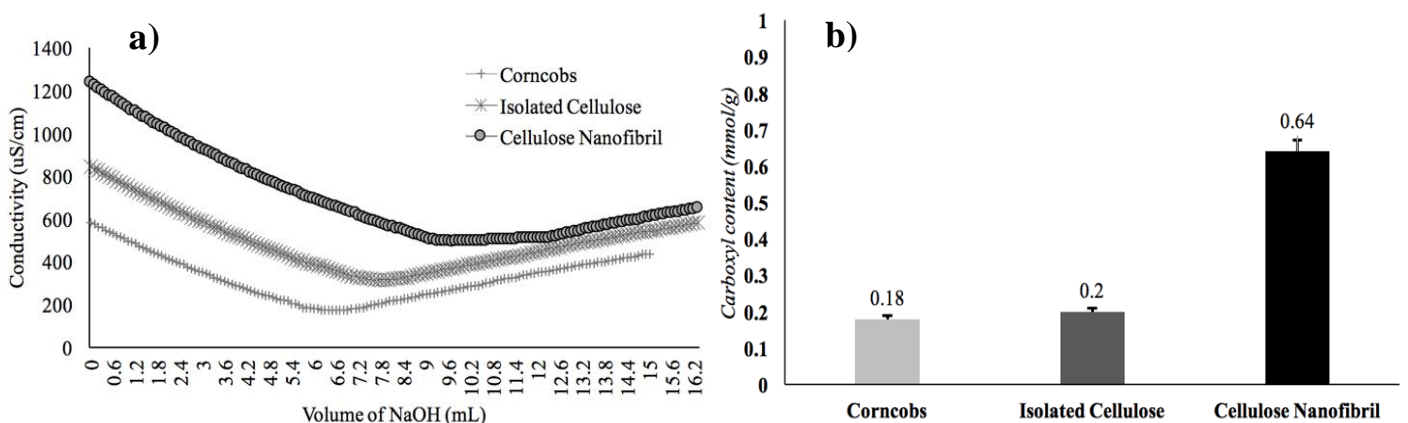 a)
1400
1200
1000
800
600
400
200
0
Conductivity (uS/cm)
Corncobs
Isolated Cellulose
Cellulose Nanofibril
0 0.6 1.2 1.8 2.4 3 3.6 4.2 4.8 5.4 6 6.6 7.2 7.8 8.4 9 9.6 10.2 10.8 11.4 12 12.6 13.2 13.8 14.4 15 15.6 16.2
Volume of NaOH (mL)
b)
1
0.9
0.8
0.7
0.6
0.5
0.4
0.3
0.2
0.1
0
Carboxyl content (mmol/g)
0.18
0.2
0.64
Corncobs Isolated Cellulose Cellulose Nanofibril